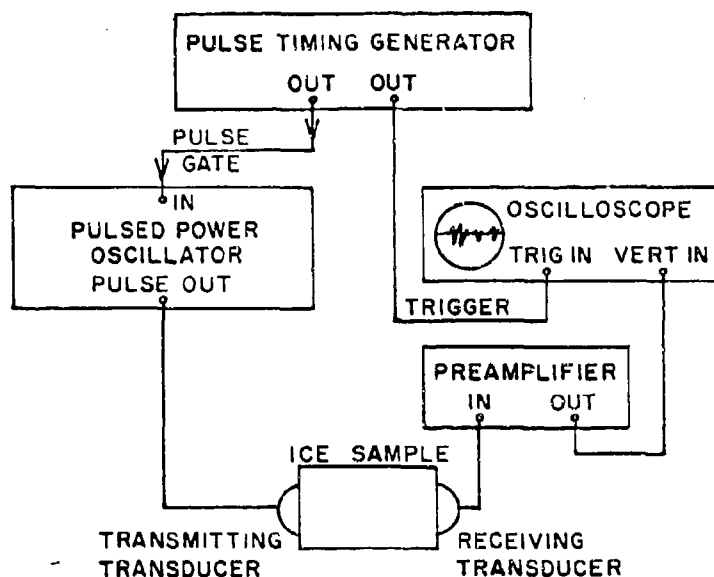 PULSE TIMING GENERATOR
OUT OUT
PULSE
GATE
IN
PULSED POWER
OSCILLATOR
PULSE OUT
OSCILLOSCOPE
TRIG IN VERT IN
TRIGGER
PREAMPLIFIER
IN OUT
ICE SAMPLE
TRANSMITTING
TRANSDUCER
RECEIVING
TRANSDUCER